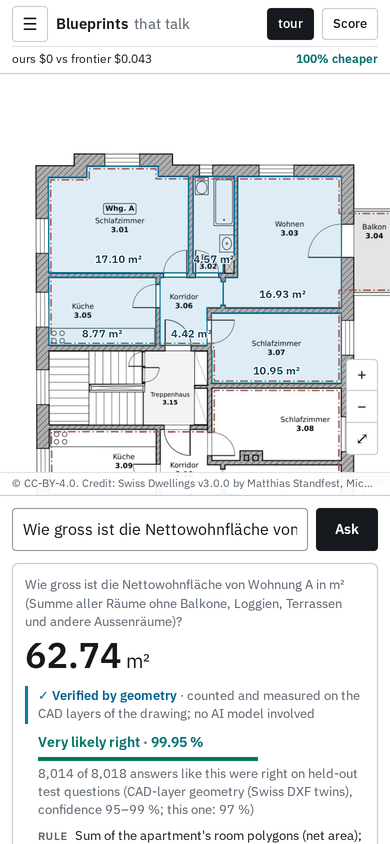 ☰ Blueprints that talk tour Score
ours $0 vs frontier $0.043 100% cheaper
Whg. A
Schlafzimmer
3.01
17.10 m²
4.57 m²
3.02
Wohnen
3.03
16.93 m²
Balkon
3.04
Küche
3.05
8.77 m²
Korridor
3.06
4.42 m²
Schlafzimmer
3.07
10.95 m²
Treppenhaus
3.15
Schlafzimmer
3.08
Küche
3.09
Korridor
+
−
⤢
© CC-BY-4.0. Credit: Swiss Dwellings v3.0.0 by Matthias Standfest, Mic...
Wie gross ist die Nettowohnfläche von Ask
Wie gross ist die Nettowohnfläche von Wohnung A in m²
(Summe aller Räume ohne Balkone, Loggien, Terrassen
und andere Aussenräume)?
62.74 m²
✓ Verified by geometry · counted and measured on the
CAD layers of the drawing; no AI model involved
Very likely right · 99.95 %
8,014 of 8,018 answers like this were right on held-out
test questions (CAD-layer geometry (Swiss DXF twins),
confidence 95–99 %; this one: 97 %)
RULE Sum of the apartment's room polygons (net area);